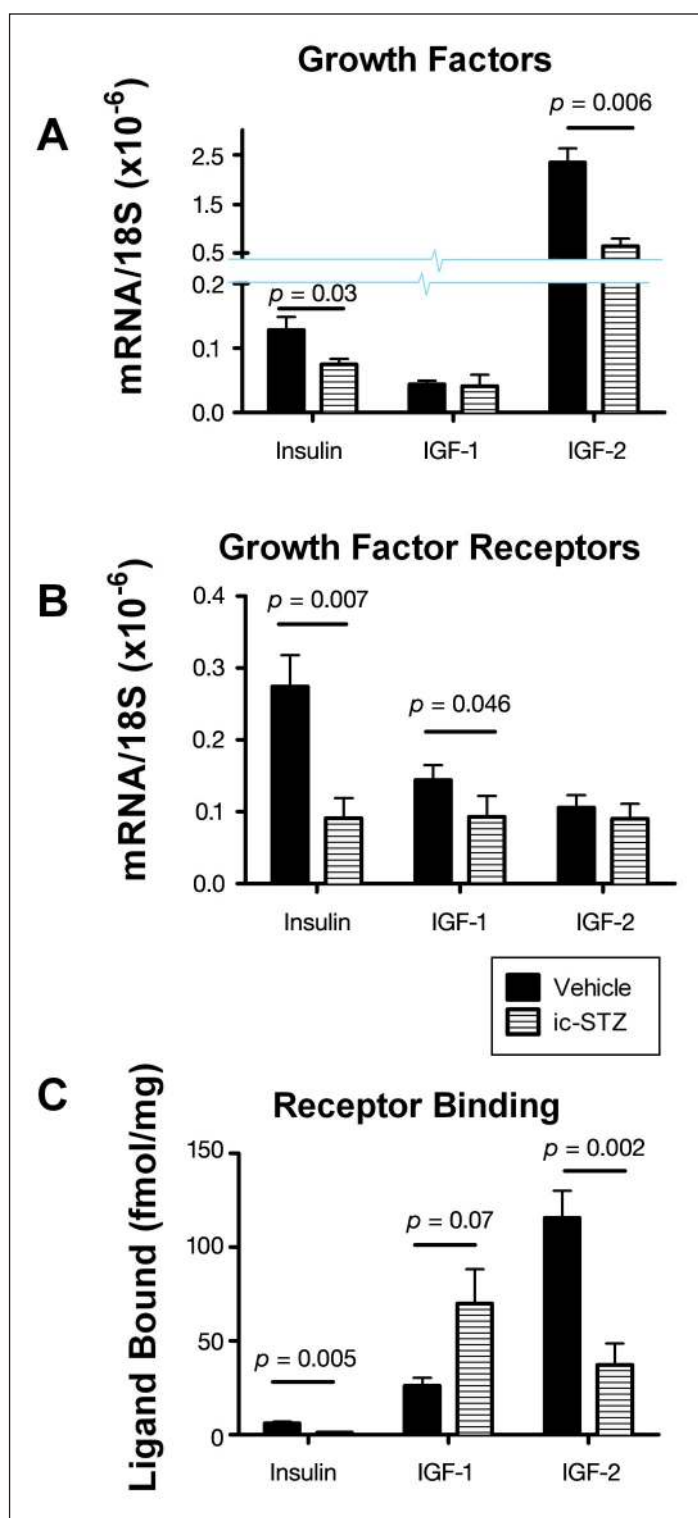 Growth Factors
A
mRNA/18S (x10⁻⁶)
p = 0.006
2.5
1.5
0.5
0.2
p = 0.03
0.1
0.0
Insulin
IGF-1
IGF-2
Growth Factor Receptors
B
mRNA/18S (x10⁻⁶)
0.4
p = 0.007
0.3
p = 0.046
0.2
0.1
0.0
Insulin
IGF-1
IGF-2
Vehicle
ic-STZ
C
Receptor Binding
Ligand Bound (fmol/mg)
150
p = 0.002
p = 0.07
100
50
p = 0.005
0
Insulin
IGF-1
IGF-2